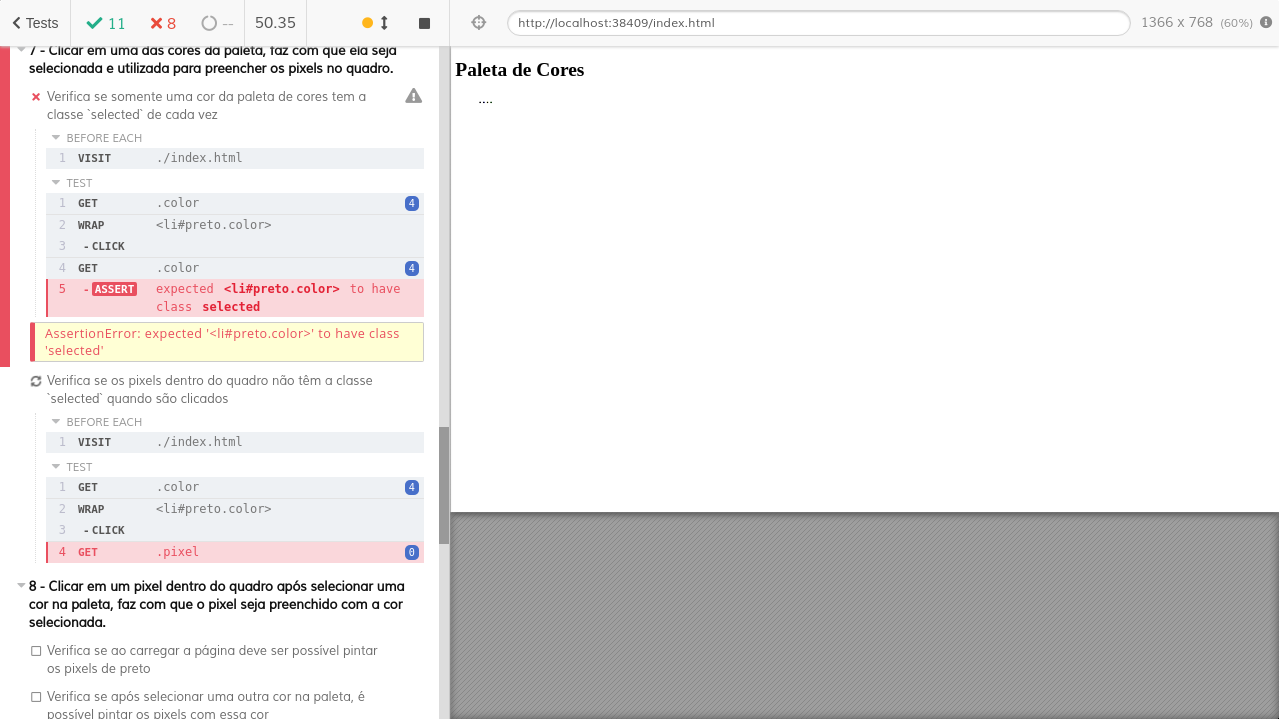 Tests
11
8
--
50.35
http://localhost:38409/index.html
1366 x 768 (60%)
7 - Clicar em uma das cores da paleta, faz com que ela seja
selecionada e utilizada para preencher os pixels no quadro.
Verifica se somente uma cor da paleta de cores tem a
classe `selected` de cada vez
BEFORE EACH
1 VISIT ./index.html
TEST
1 GET .color 4
2 WRAP <li#preto.color>
3 - CLICK
4 GET .color 4
5 - ASSERT expected <li#preto.color> to have
class selected
AssertionError: expected '<li#preto.color>' to have class
'selected'
Verifica se os pixels dentro do quadro não têm a classe
`selected` quando são clicados
BEFORE EACH
1 VISIT ./index.html
TEST
1 GET .color 4
2 WRAP <li#preto.color>
3 - CLICK
4 GET .pixel 0
8 - Clicar em um pixel dentro do quadro após selecionar uma
cor na paleta, faz com que o pixel seja preenchido com a cor
selecionada.
Verifica se ao carregar a página deve ser possível pintar
os pixels de preto
Verifica se após selecionar uma outra cor na paleta, é
possível pintar os pixels com essa cor
Paleta de Cores
....